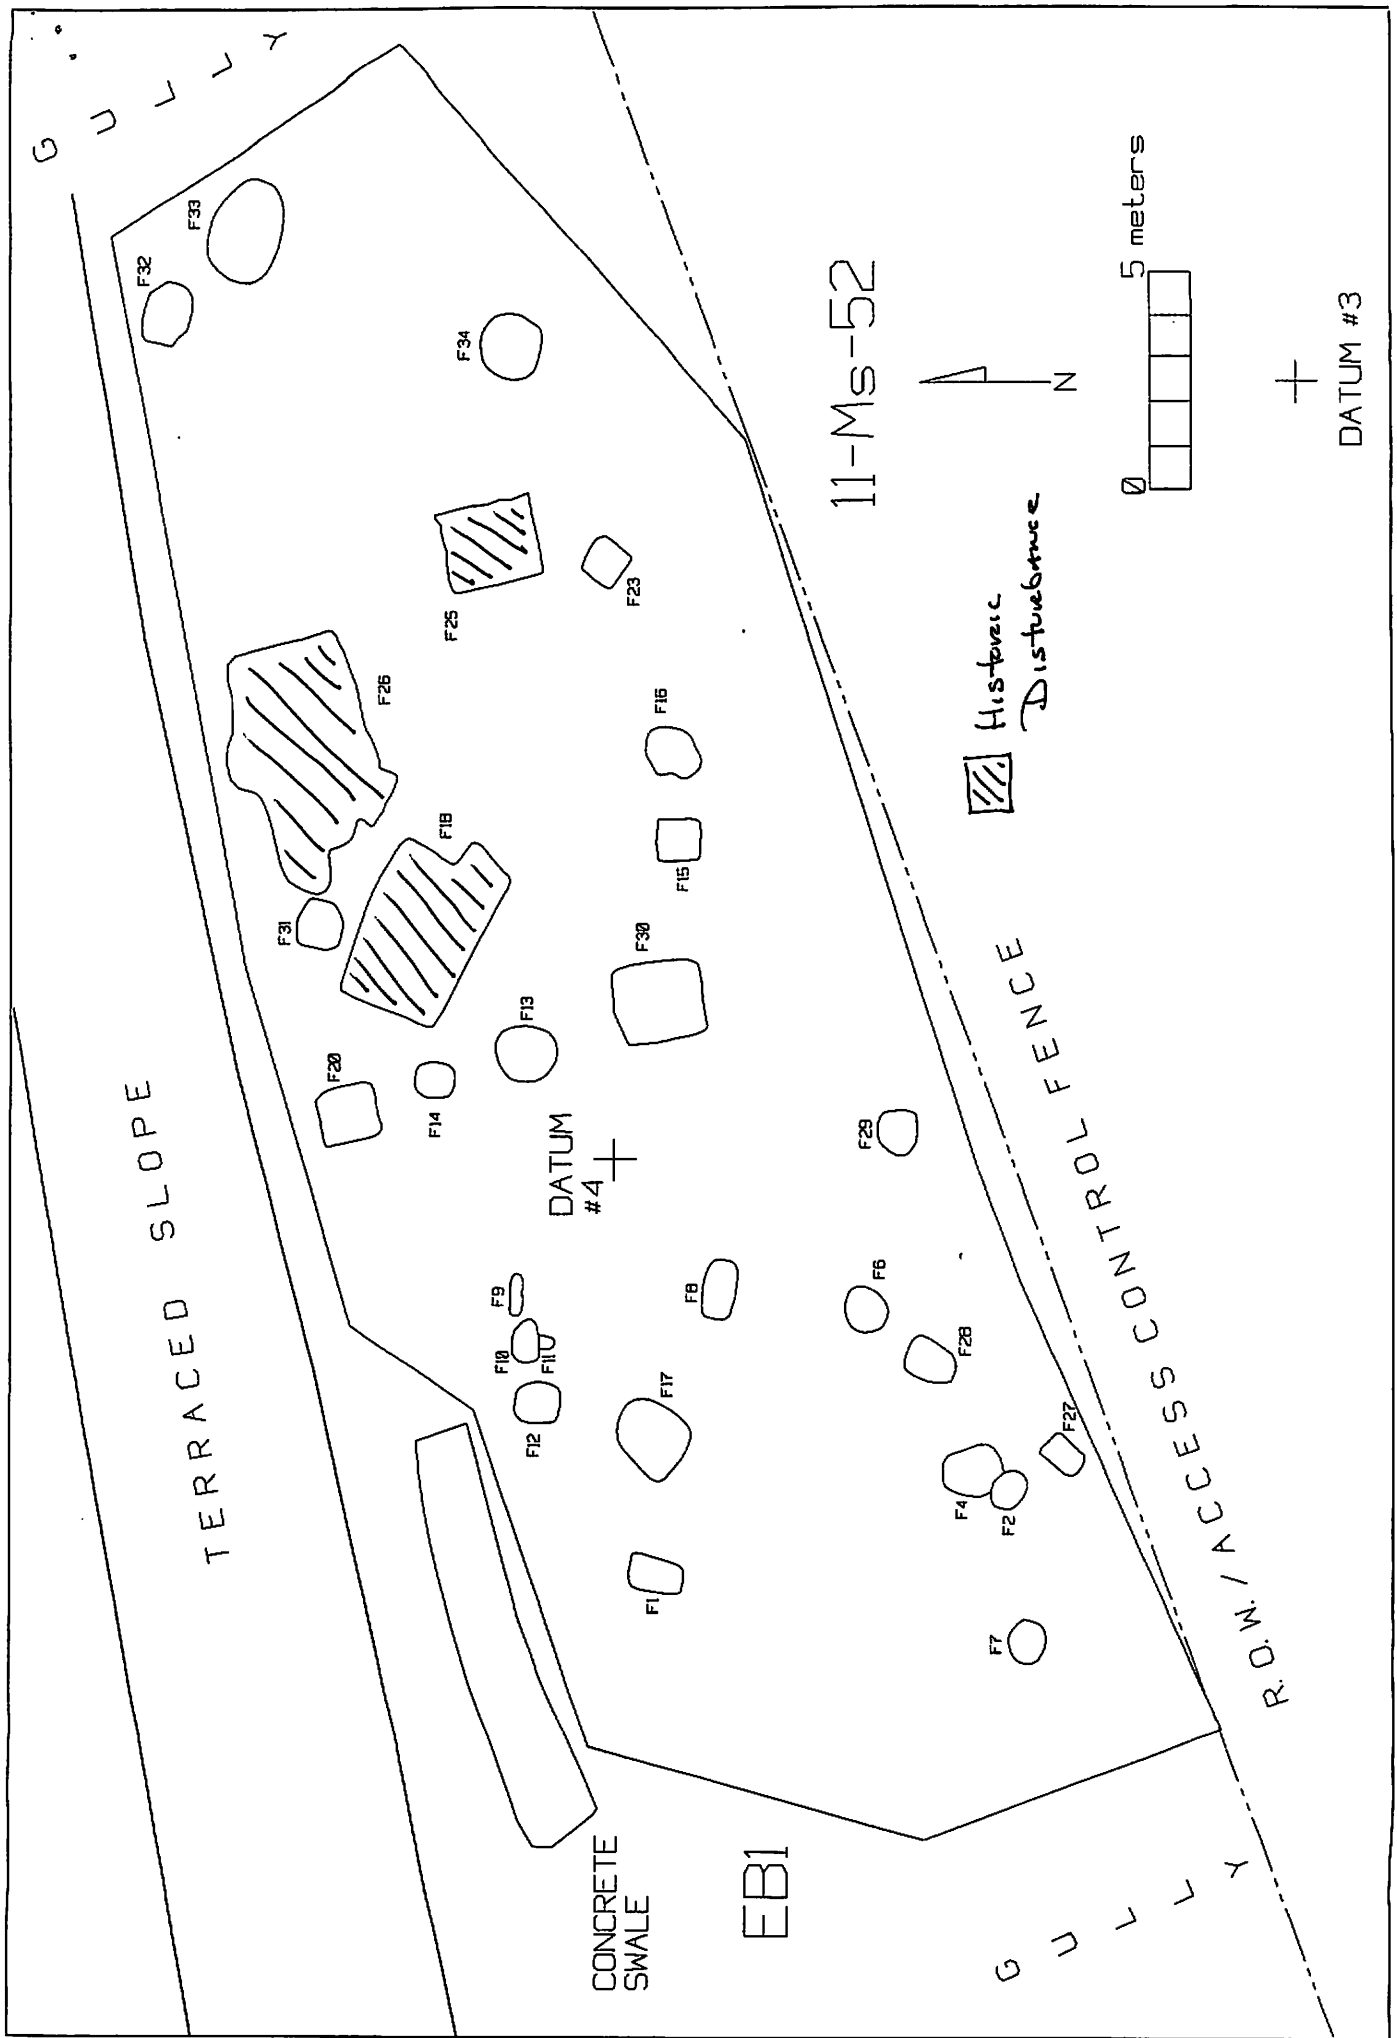 TERRACED SLOPE
GULLY
F32
F33
F34
F31
F26
F25
F23
F20
F18
F14
F13
F16
F15
F30
DATUM
#4
F9
F10
F11
F12
F8
F17
F1
F29
F6
F28
F4
F2
F27
F7
CONCRETE
SWALE
EB1
GULLY
R.O.W. / ACCESS CONTROL FENCE
11-Ms-52
N
Historic
Disturbance
0 5 meters
DATUM #3